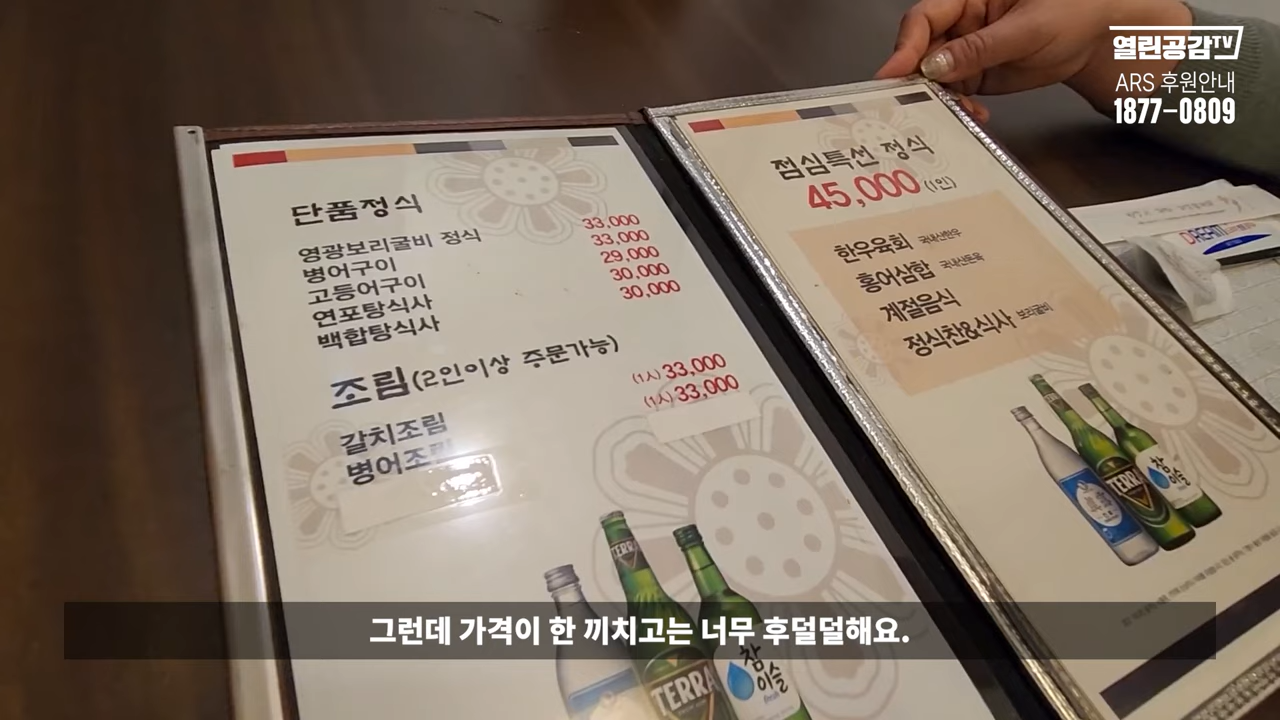 열린공감TV
ARS 후원안내
1877-0809
단품정식
영광보리굴비 정식 33,000
병어구이 33,000
고등어구이 29,000
연포탕식사 30,000
백합탕식사 30,000
조림(2인이상 주문가능)
갈치조림 (1人) 33,000
병어조림 (1人) 33,000
TERRA
TERRA
참이슬
fresh
점심특선 정식
45,000 (1인)
한우육회 국내산한우
홍어삼합 국내산돈육
계절음식
정식찬&식사 보리굴비
TERRA
참이슬
그런데 가격이 한 끼치고는 너무 후덜덜해요.